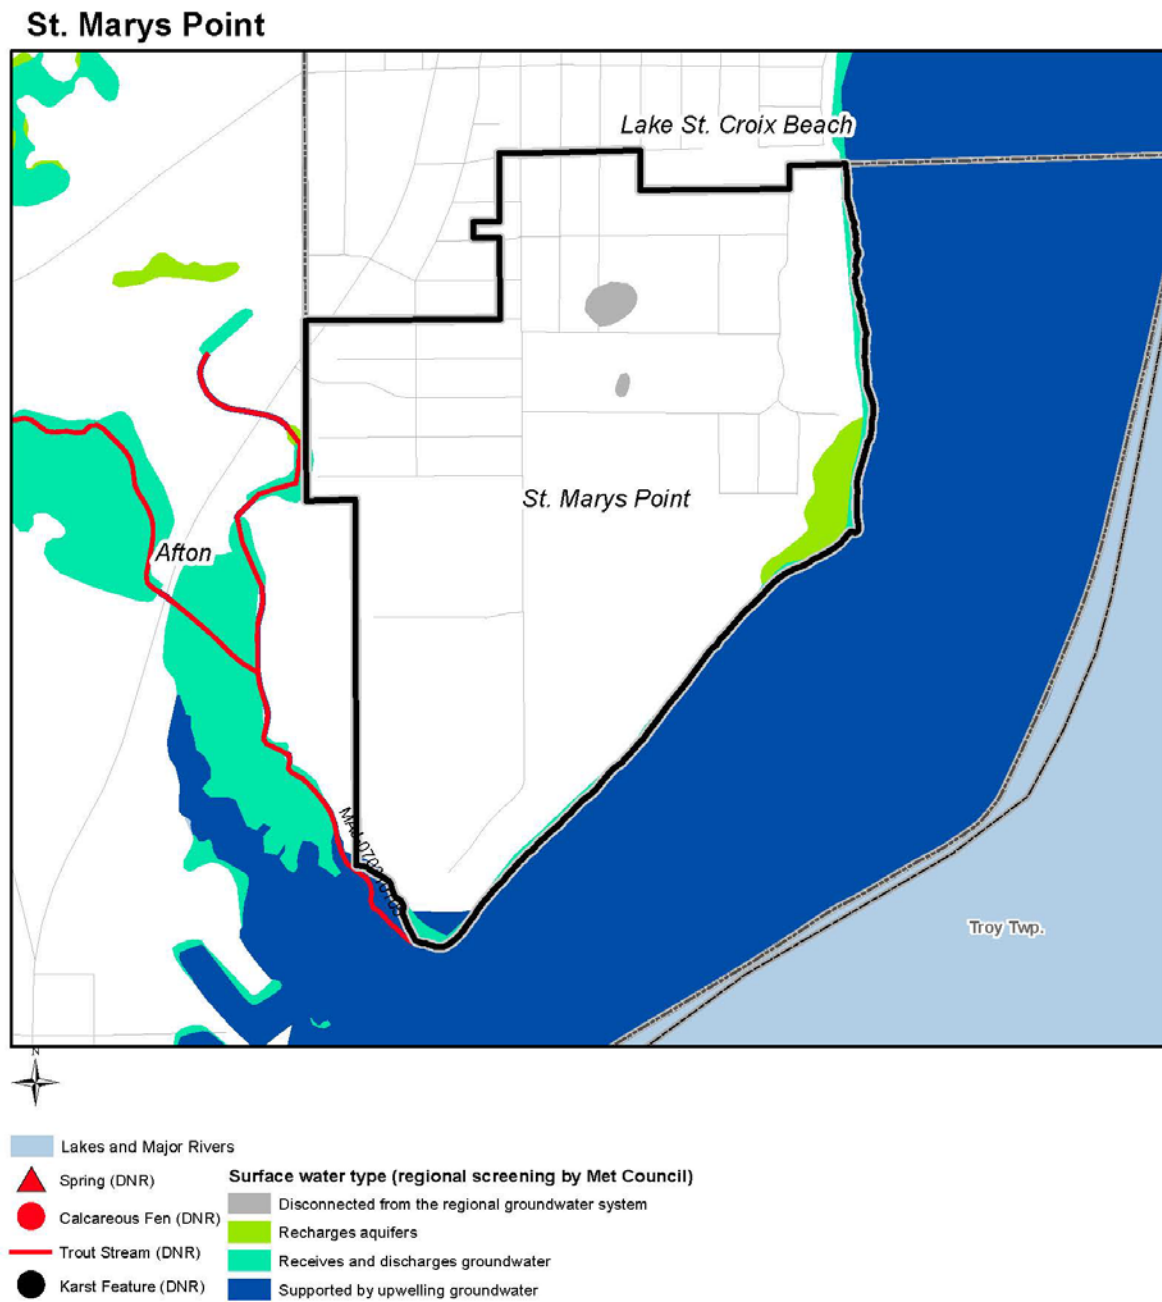 St. Marys Point
Lake St. Croix Beach
St. Marys Point
Afton
Troy Twp.
N
Lakes and Major Rivers
Spring (DNR)
Calcareous Fen (DNR)
Trout Stream (DNR)
Karst Feature (DNR)
Surface water type (regional screening by Met Council)
Disconnected from the regional groundwater system
Recharges aquifers
Receives and discharges groundwater
Supported by upwelling groundwater